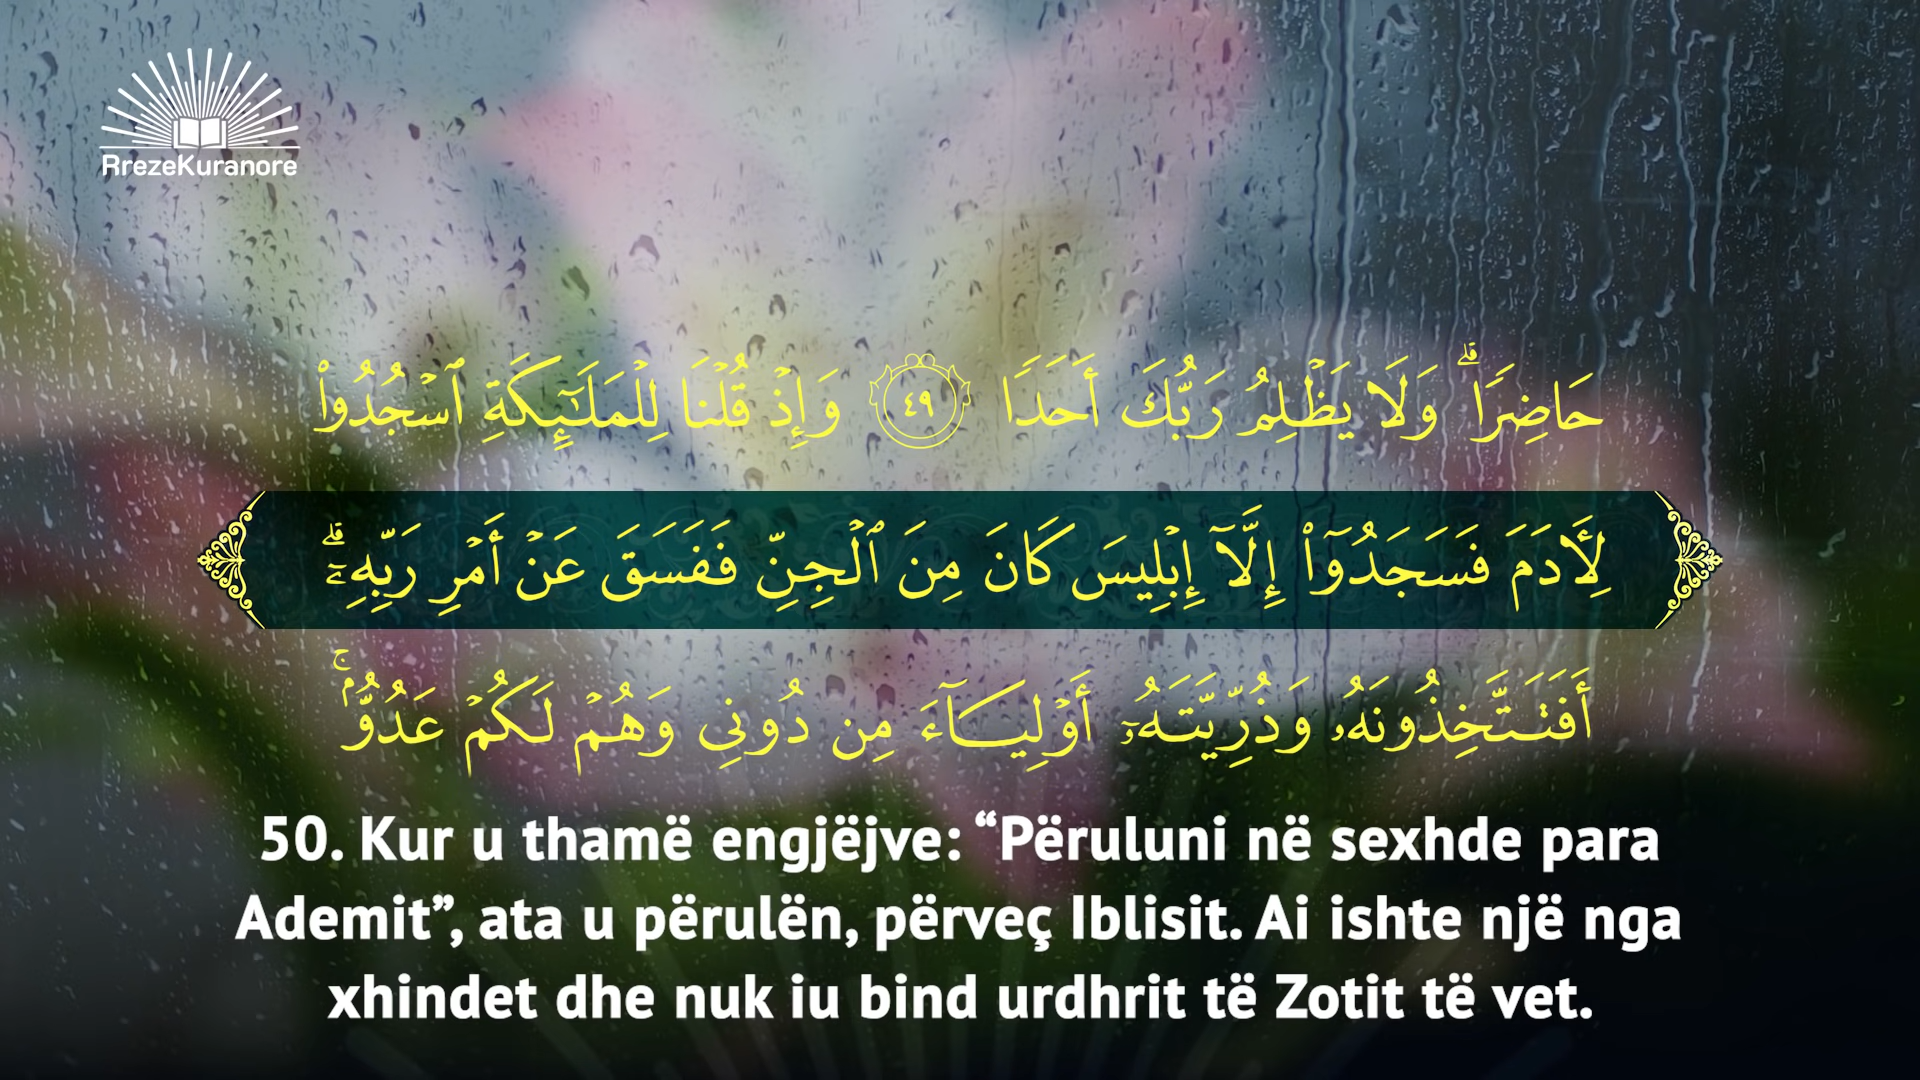 RrezeKuranore
حَاضِرًاۗ وَلَا يَظۡلِمُ رَبُّكَ أَحَدٗا ٤٩ وَإِذۡ قُلۡنَا لِلۡمَلَٰٓئِكَةِ ٱسۡجُدُواْ
لِأٓدَمَ فَسَجَدُوٓاْ إِلَّآ إِبۡلِيسَ كَانَ مِنَ ٱلۡجِنِّ فَفَسَقَ عَنۡ أَمۡرِ رَبِّهِۦٓۗ
أَفَتَتَّخِذُونَهُۥ وَذُرِّيَّتَهُۥٓ أَوۡلِيَآءَ مِن دُونِي وَهُمۡ لَكُمۡ عَدُوُّۢۚ
50. Kur u thamë engjëjve: “Përuluni në sexhde para
Ademit”, ata u përulën, përveç Iblisit. Ai ishte një nga
xhindet dhe nuk iu bind urdhrit të Zotit të vet.